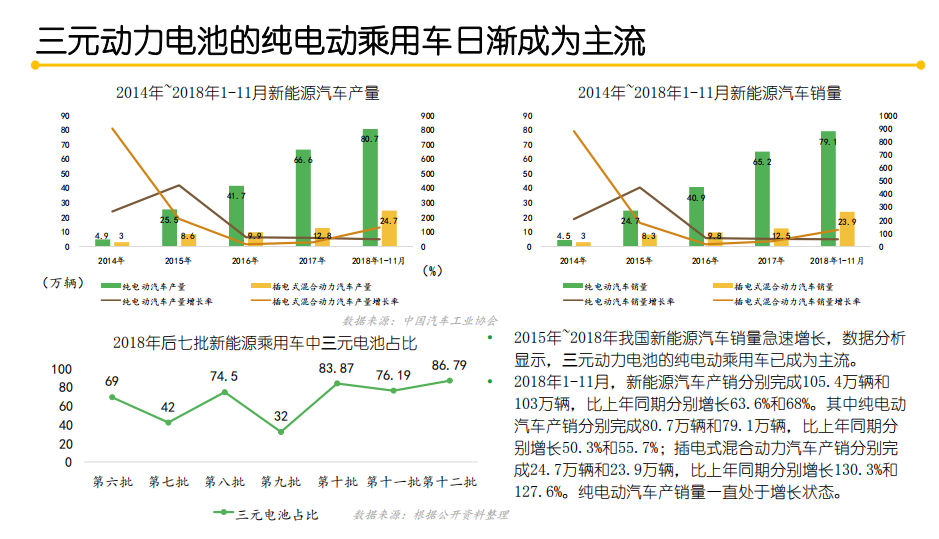 三元动力电池的纯电动乘用车日渐成为主流
2014年~2018年1-11月新能源汽车产量
90
80
70
60
50
40
30
20
10
0
900
800
700
600
500
400
300
200
100
0
4.9
3
25.5
8.6
41.7
9.9
66.6
12.8
80.7
24.7
2014年
2015年
2016年
2017年
2018年1-11月
(万辆)
(%)
纯电动汽车产量
插电式混合动力汽车产量
纯电动汽车产量增长率
插电式混合动力汽车产量增长率
数据来源：中国汽车工业协会
2014年~2018年1-11月新能源汽车销量
90
80
70
60
50
40
30
20
10
0
1000
900
800
700
600
500
400
300
200
100
0
4.5
3
24.7
8.3
40.9
9.8
65.2
12.5
79.1
23.9
2014年
2015年
2016年
2017年
2018年1-11月
纯电动汽车销量
插电式混合动力汽车销量
纯电动汽车销量增长率
插电式混合动力汽车销量增长率
2018年后七批新能源乘用车中三元电池占比
100
80
60
40
20
0
69
42
74.5
32
83.87
76.19
86.79
第六批
第七批
第八批
第九批
第十批
第十一批
第十二批
三元电池占比
数据来源：根据公开资料整理
• 2015年~2018年我国新能源汽车销量急速增长，数据分析
显示，三元动力电池的纯电动乘用车已成为主流。
• 2018年1-11月，新能源汽车产销分别完成105.4万辆和
103万辆，比上年同期分别增长63.6%和68%。其中纯电动
汽车产销分别完成80.7万辆和79.1万辆，比上年同期分
别增长50.3%和55.7%；插电式混合动力汽车产销分别完
成24.7万辆和23.9万辆，比上年同期分别增长130.3%和
127.6%。纯电动汽车产销量一直处于增长状态。